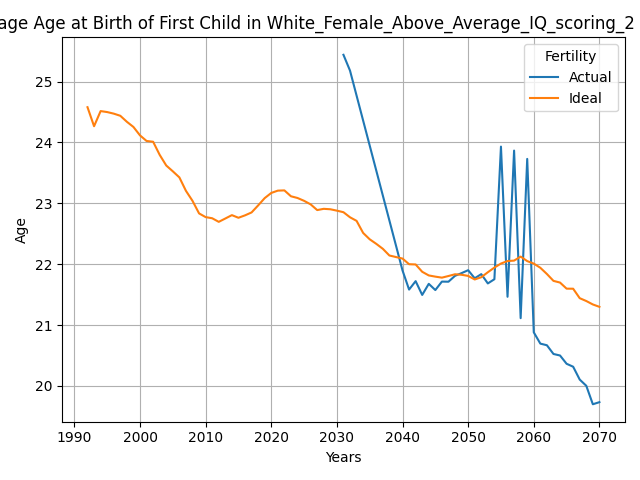 age Age at Birth of First Child in White_Female_Above_Average_IQ_scoring_2
Fertility
Actual
Ideal
25
24
23
22
21
20
Age
1990
2000
2010
2020
2030
2040
2050
2060
2070
Years